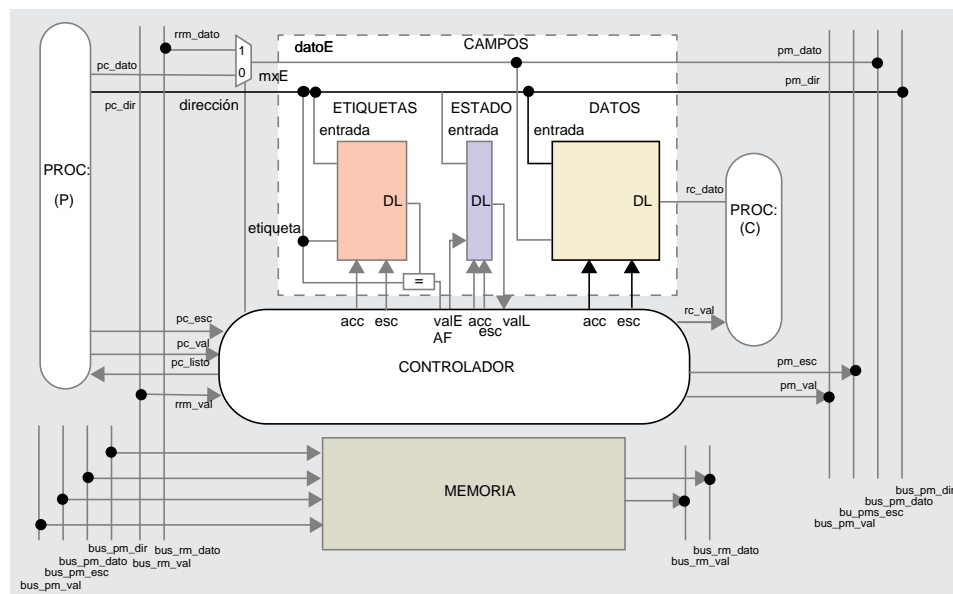 rrm_dato
datoE
CAMPOS
pm_dato
1
pc_dato
0
mxE
pm_dir
pc_dir
dirección
ETIQUETAS
ESTADO
DATOS
entrada
entrada
entrada
PROC:
(P)
DL
DL
DL
rc_dato
PROC:
(C)
etiqueta
=
pc_esc
acc
esc
valE
acc
valL
acc
esc
rc_val
AF
esc
pc_val
pc_listo
CONTROLADOR
pm_esc
rrm_val
pm_val
MEMORIA
bus_pm_dir
bus_pm_dato
bu_pms_esc
bus_pm_val
bus_pm_dir
bus_rm_dato
bus_pm_dato
bus_rm_val
bus_pm_esc
bus_pm_val
bus_rm_dato
bus_rm_val